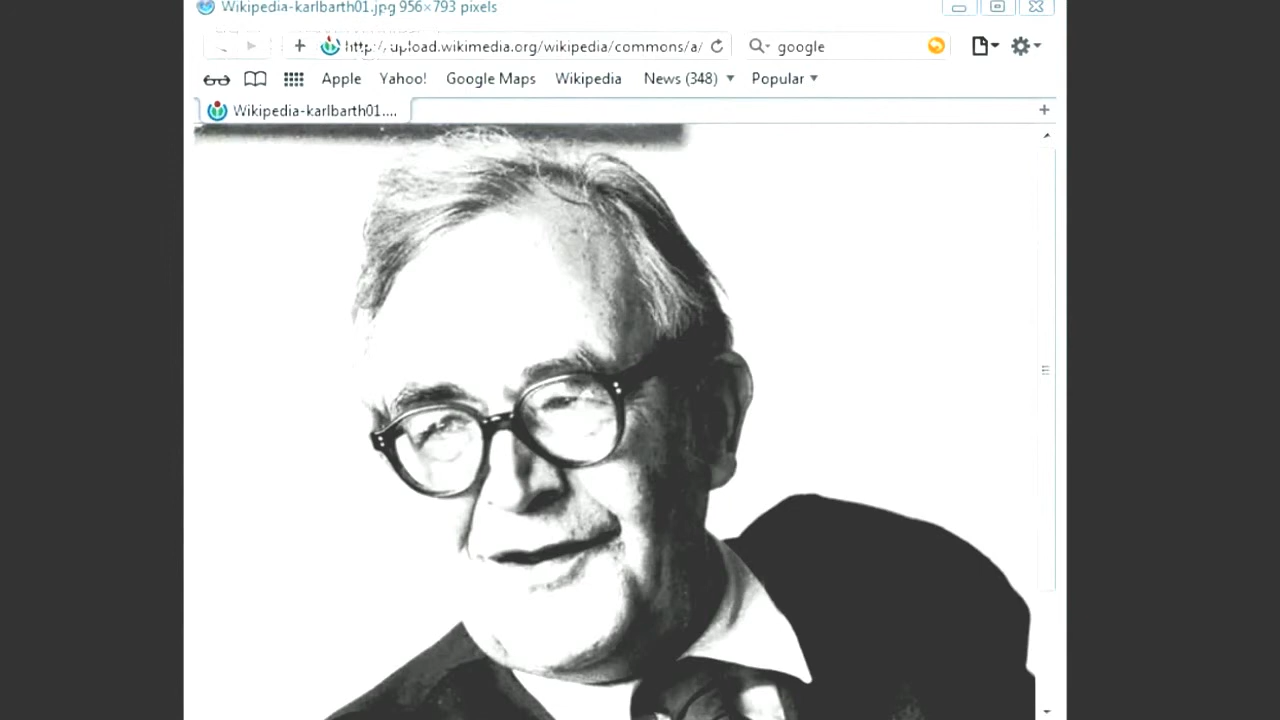 Wikipedia-karlbarth01.jpg 956×793 pixels
http://upload.wikimedia.org/wikipedia/commons/a/ google
Apple Yahoo! Google Maps Wikipedia News (348) Popular
Wikipedia-karlbarth01....